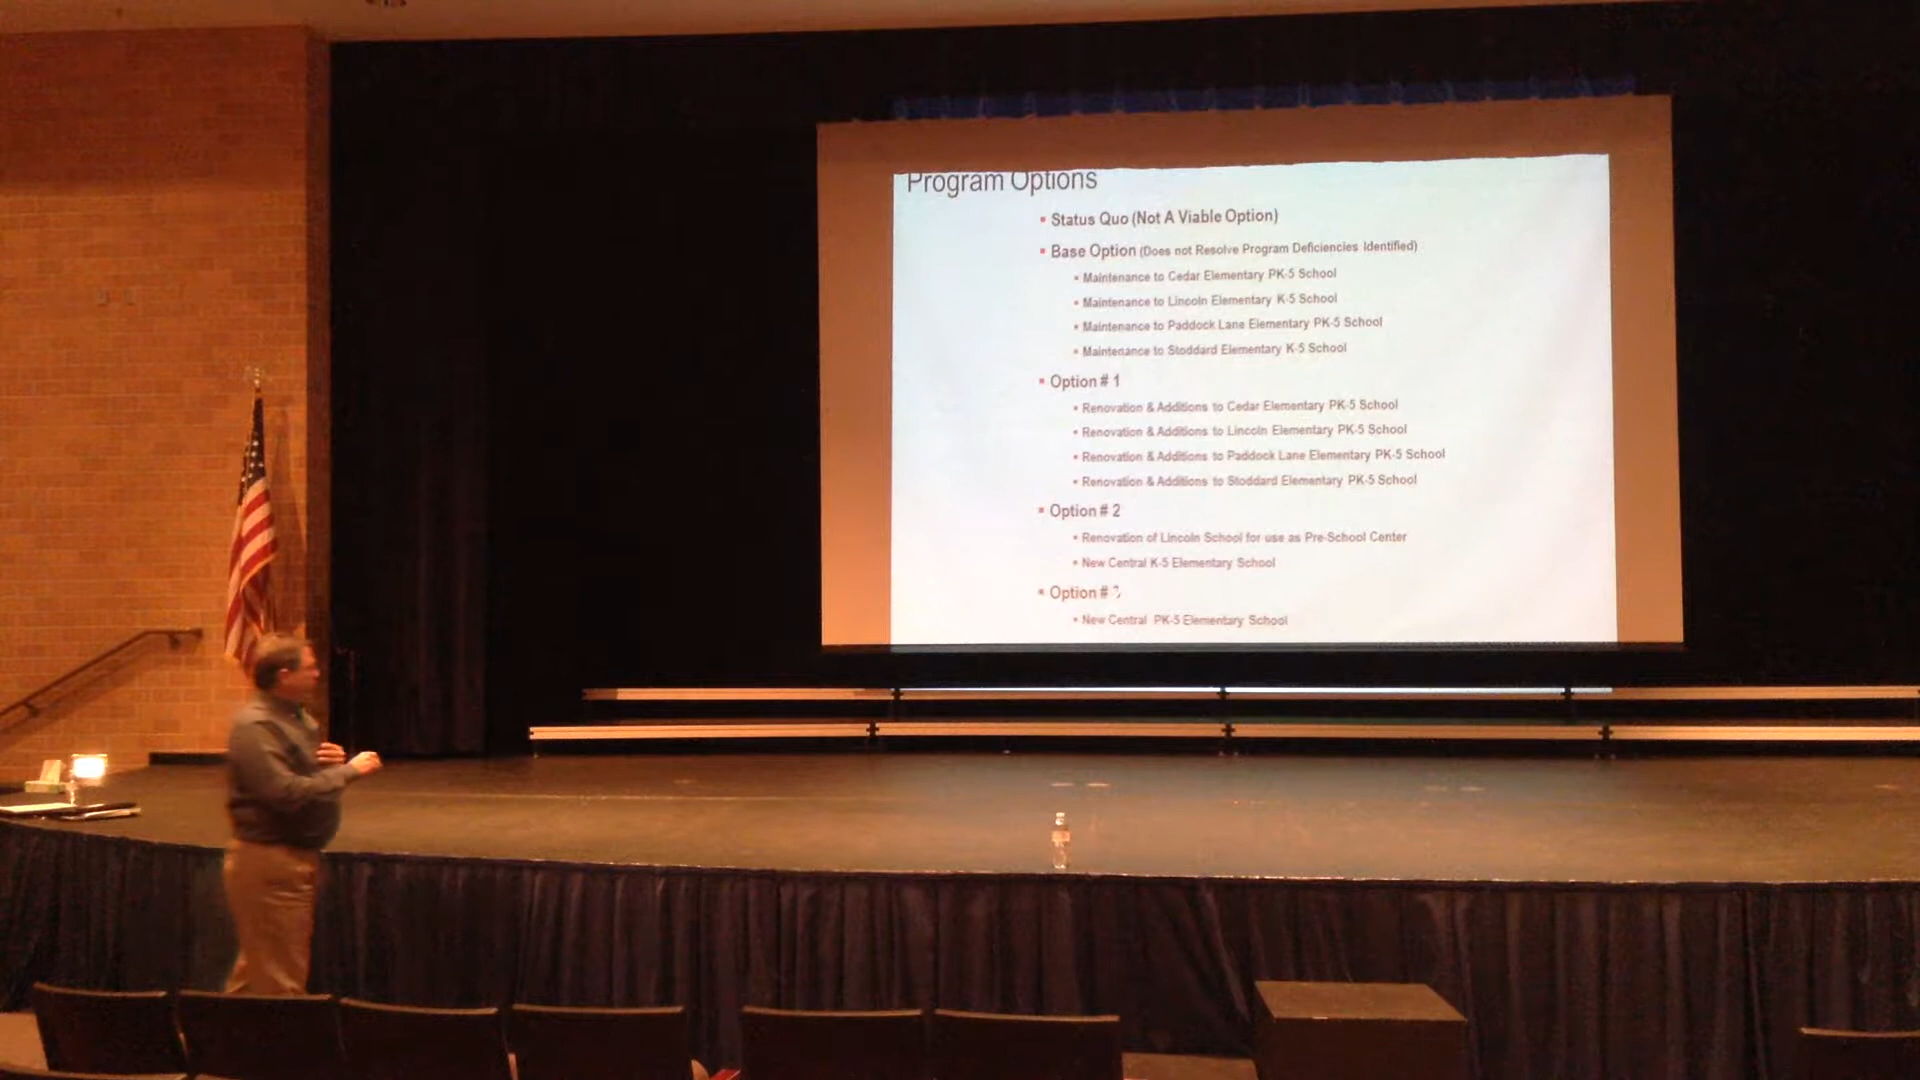 Program Options
Status Quo (Not A Viable Option)
Base Option (Does not Resolve Program Deficiencies Identified)
Maintenance to Cedar Elementary PK-5 School
Maintenance to Lincoln Elementary K-5 School
Maintenance to Paddock Lane Elementary PK-5 School
Maintenance to Stoddard Elementary K-5 School
Option # 1
Renovation & Additions to Cedar Elementary PK-5 School
Renovation & Additions to Lincoln Elementary PK-5 School
Renovation & Additions to Paddock Lane Elementary PK-5 School
Renovation & Additions to Stoddard Elementary PK-5 School
Option # 2
Renovation of Lincoln School for use as Pre-School Center
New Central K-5 Elementary School
Option #
New Central PK-5 Elementary School